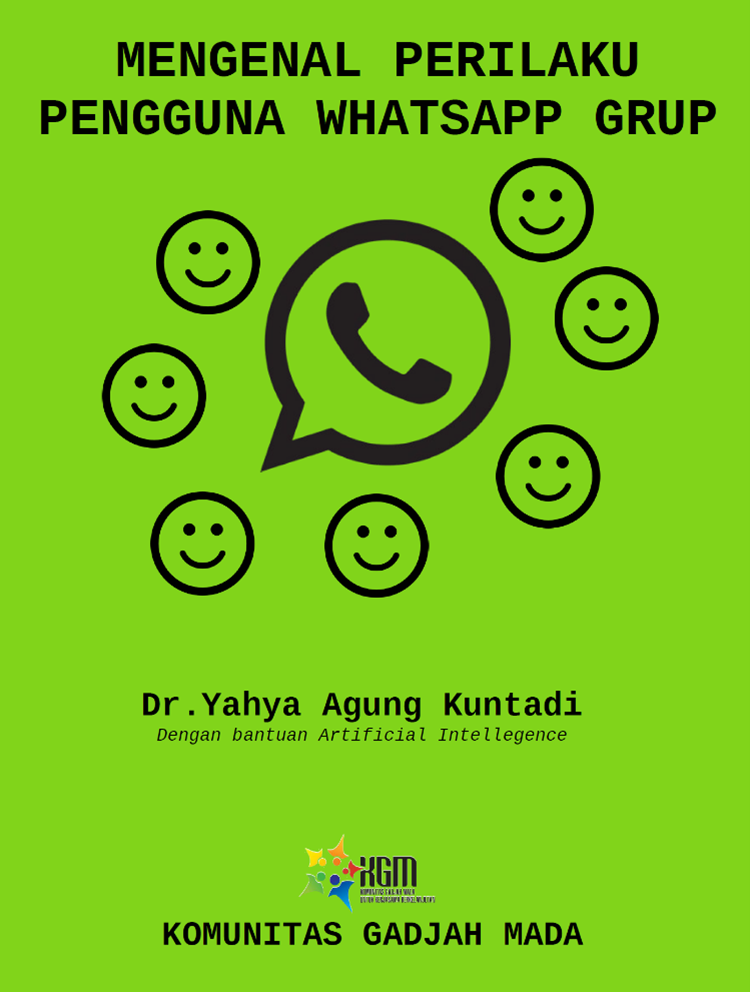 MENGENAL PERILAKU
PENGGUNA WHATSAPP GRUP
Dr.Yahya Agung Kuntadi
Dengan bantuan Artificial Intellegence
KGM
KOMUNITAS GADJAH MADA